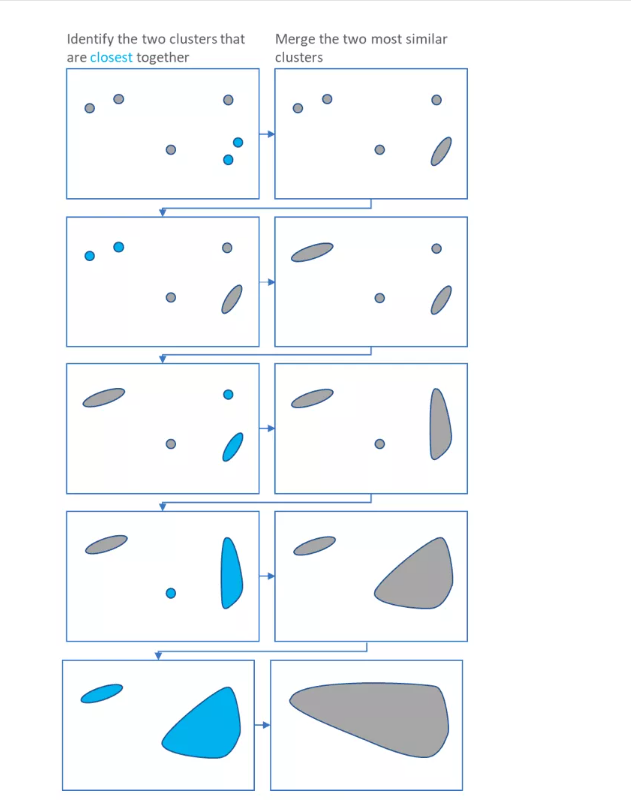 Identify the two clusters that
are closest together
Merge the two most similar
clusters